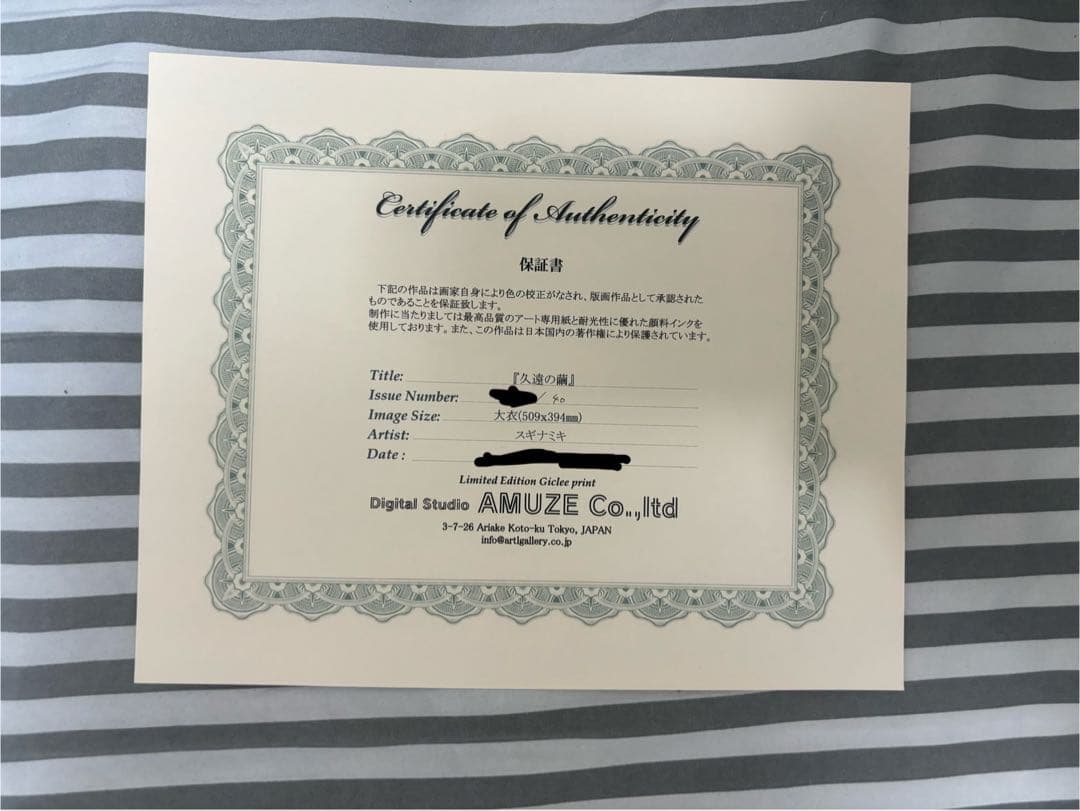 Certificate of Authenticity
保証書
下記の作品は画家自身により色の校正がなされ、版画作品として承認された
ものであることを保証致します。
制作に当たりましては最高品質のアート専用紙と耐光性に優れた顔料インクを
使用しております。また、この作品は日本国内の著作権により保護されています。
Title: 『久遠の繭』
Issue Number: / 40
Image Size: 大衣(509x394㎜)
Artist: スギナミキ
Date :
Limited Edition Giclee print
Digital Studio AMUZE Co.,ltd
3-7-26 Ariake Koto-ku Tokyo, JAPAN
info@art1gallery.co.jp